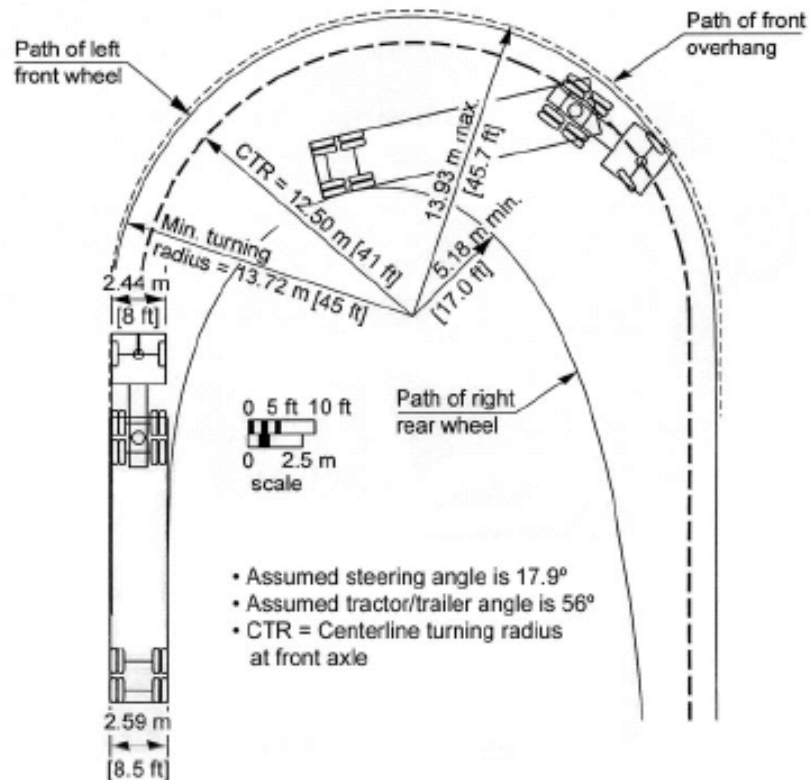 Path of left
front wheel
Path of front
overhang
CTR = 12.50 m [41 ft]
13.93 m max.
[45.7 ft]
Min. turning
radius = 13.72 m [45 ft]
5.18 m min.
[17.0 ft]
2.44 m
[8 ft]
Path of right
rear wheel
0 5 ft 10 ft
0 2.5 m
scale
• Assumed steering angle is 17.9º
• Assumed tractor/trailer angle is 56º
• CTR = Centerline turning radius
at front axle
2.59 m
[8.5 ft]